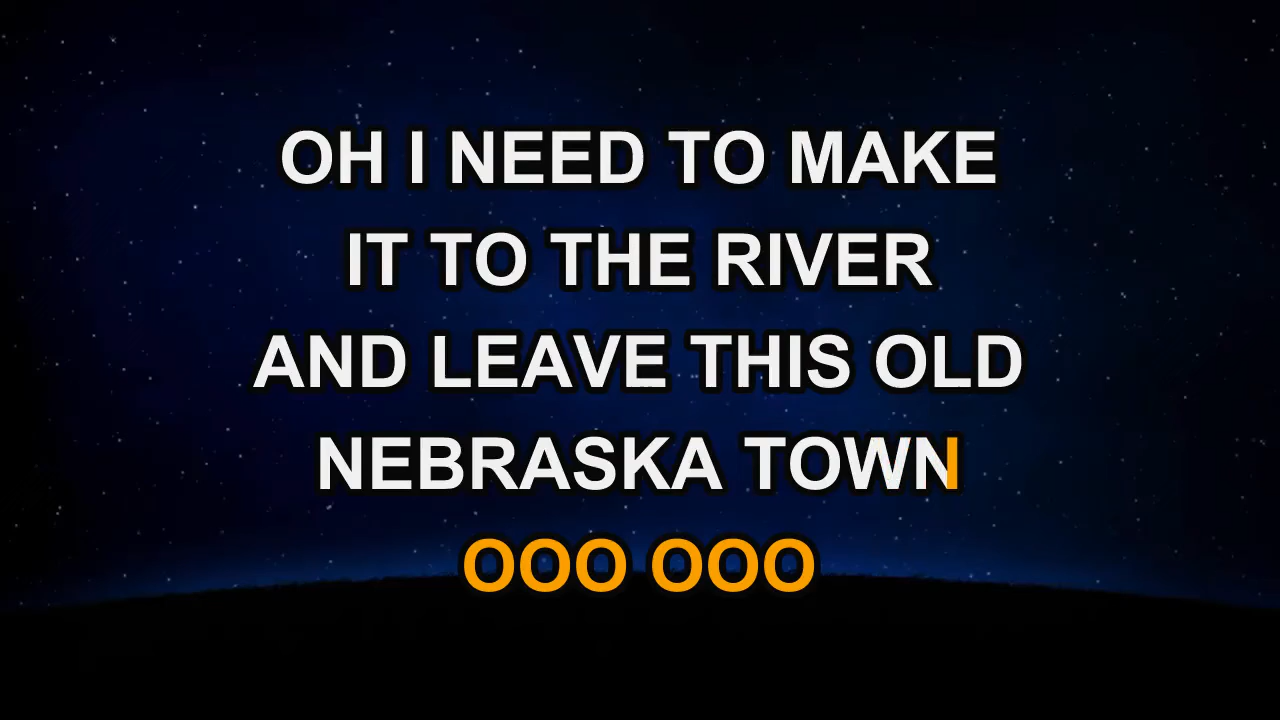 OH I NEED TO MAKE
IT TO THE RIVER
AND LEAVE THIS OLD
NEBRASKA TOWN
OOO OOO